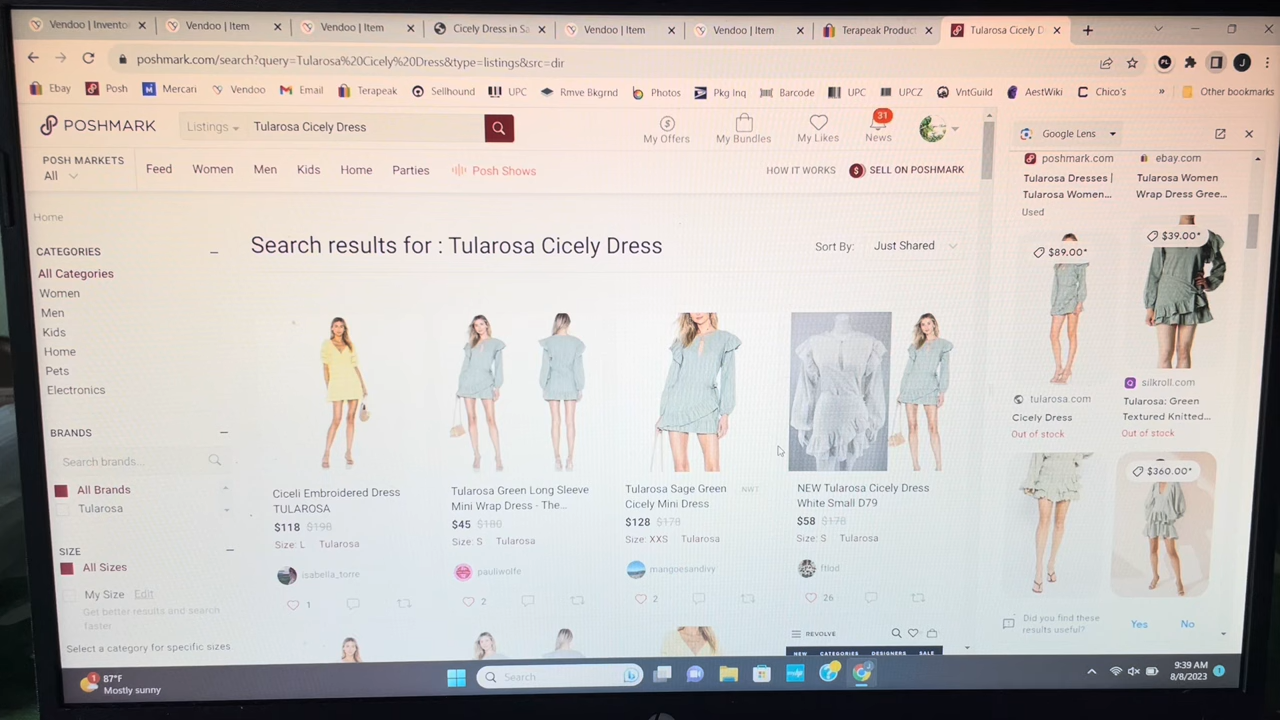 Vendoo | Invento
Vendoo | Item
Vendoo | Item
Cicely Dress in Sa
Vendoo | Item
Vendoo | Item
Terapeak Product
Tularosa Cicely D
poshmark.com/search?query=Tularosa%20Cicely%20Dress&type=listings&src=dir
Ebay
Posh
Mercari
Vendoo
Email
Terapeak
Sellhound
UPC
Rmve Bkgrnd
Photos
Pkg Inq
Barcode
UPC
UPCZ
VntGuild
AestWiki
Chico's
»
Other bookmarks
POSHMARK
Listings
Tularosa Cicely Dress
My Offers
My Bundles
My Likes
31
News
POSH MARKETS
All
Feed
Women
Men
Kids
Home
Parties
Posh Shows
HOW IT WORKS
SELL ON POSHMARK
Home
CATEGORIES
All Categories
Women
Men
Kids
Home
Pets
Electronics
BRANDS
Search brands...
All Brands
Tularosa
SIZE
All Sizes
My Size Edit
Get better results and search
faster
Select a category for specific sizes
Search results for : Tularosa Cicely Dress
Sort By: Just Shared
Ciceli Embroidered Dress
TULAROSA
$118 $198
Size: L Tularosa
isabella_torre
1
Tularosa Green Long Sleeve
Mini Wrap Dress - The...
$45 $180
Size: S Tularosa
pauliwolfe
2
Tularosa Sage Green
Cicely Mini Dress
NWT
$128 $178
Size: XXS Tularosa
mangoesandivy
2
NEW Tularosa Cicely Dress
White Small D79
$58 $178
Size: S Tularosa
26
REVOLVE
NEW CATEGORIES DESIGNERS SALE
Google Lens
poshmark.com
Tularosa Dresses |
Tularosa Women...
Used
ebay.com
Tularosa Women
Wrap Dress Gree...
$89.00*
tularosa.com
Cicely Dress
Out of stock
$39.00*
silkroll.com
Tularosa: Green
Textured Knitted...
Out of stock
$360.00*
Did you find these
results useful?
Yes
No
1
87°F
Mostly sunny
Search
9:39 AM
8/8/2023